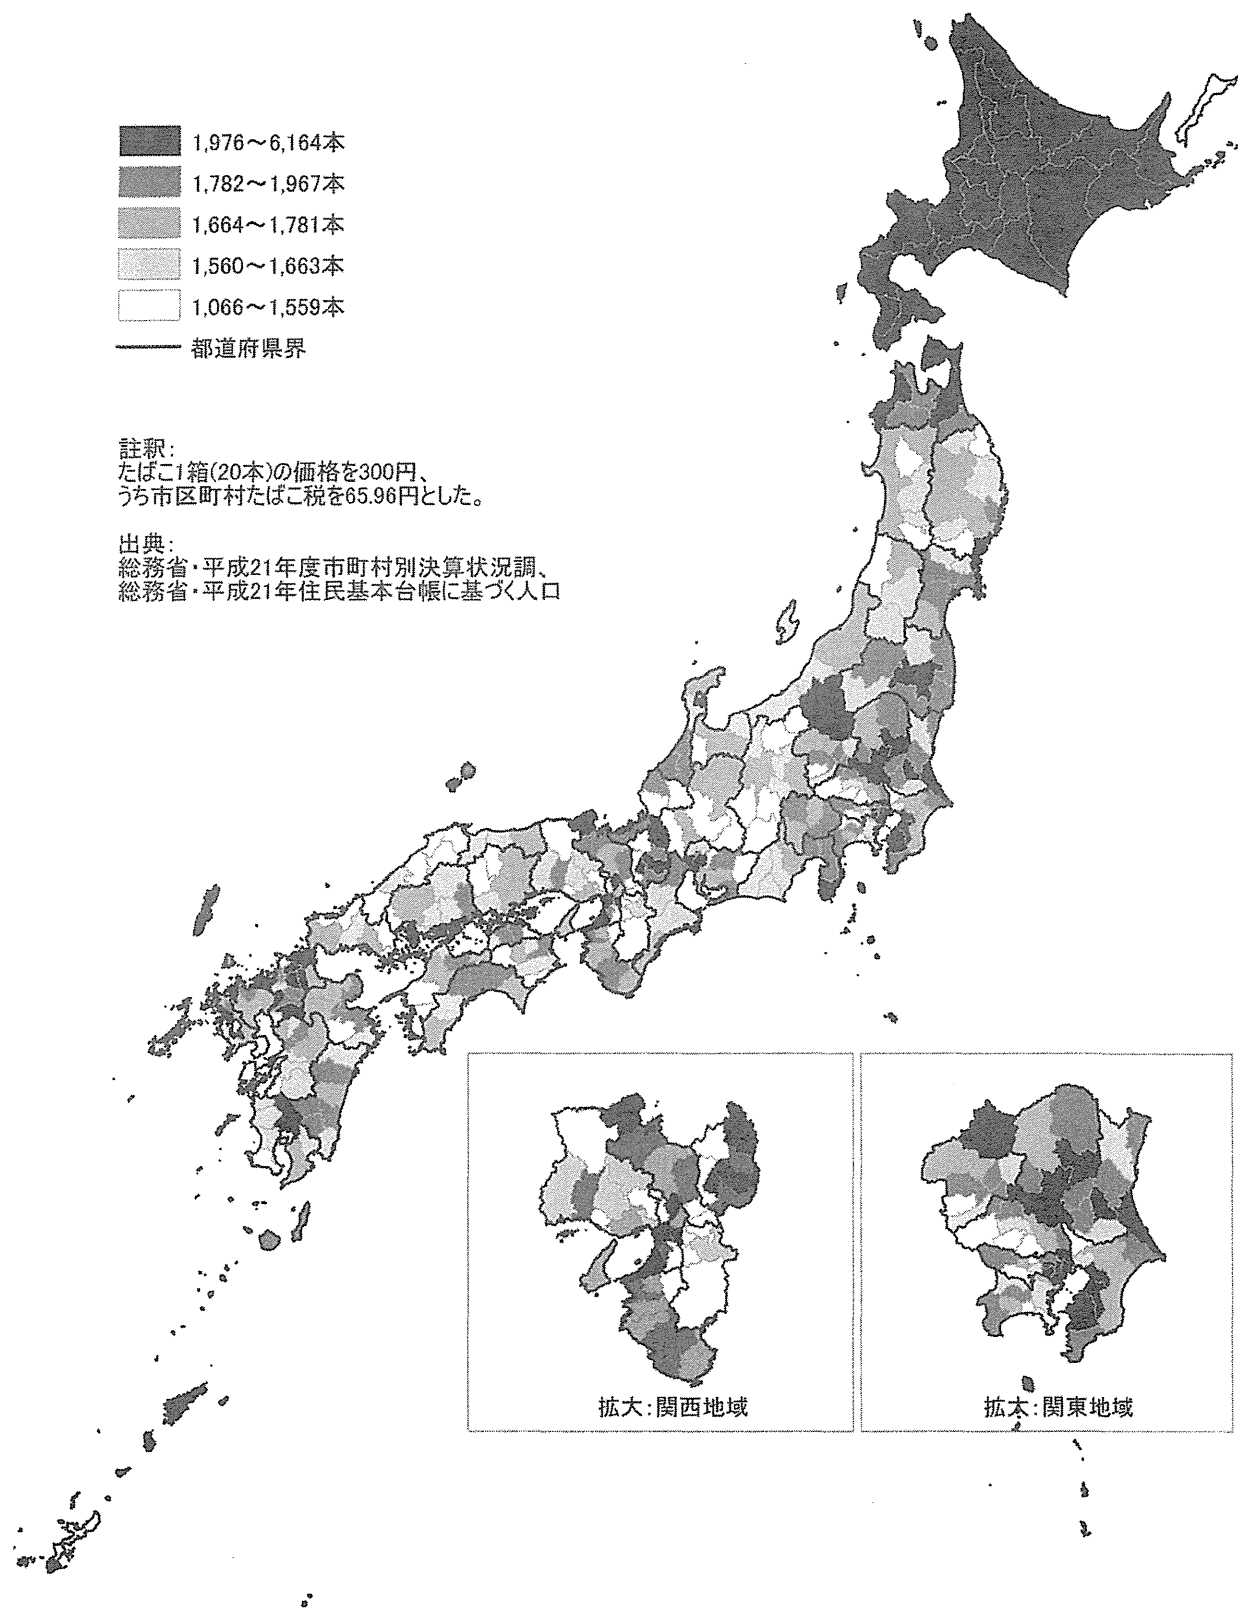 1,976～6,164本
1,782～1,967本
1,664～1,781本
1,560～1,663本
1,066～1,559本
都道府県界
註釈：
たばこ1箱(20本)の価格を300円、
うち市区町村たばこ税を65.96円とした。
出典：
総務省・平成21年度市町村別決算状況調、
総務省・平成21年住民基本台帳に基づく人口
拡大：関西地域
拡大：関東地域